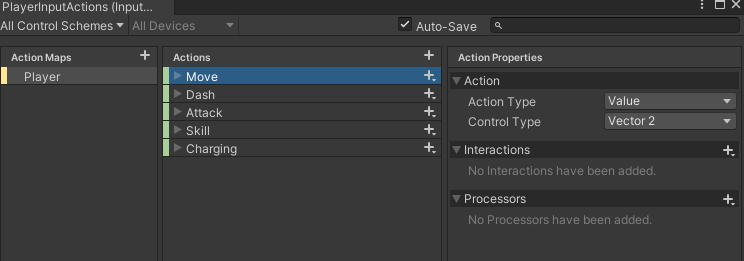 PlayerInputActions (Input...
All Control Schemes All Devices Auto-Save
Action Maps Actions Action Properties
Player Move Action
Dash Action Type Value
Attack Control Type Vector 2
Skill Interactions
Charging No Interactions have been added.
Processors
No Processors have been added.